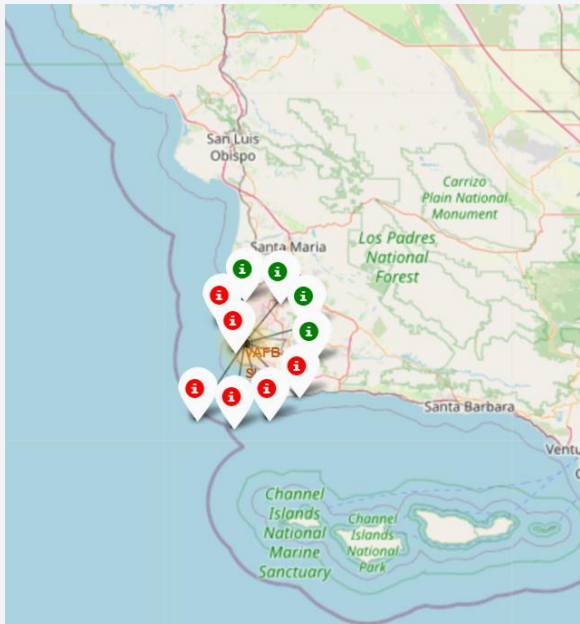 San Luis
Obispo
Carrizo
Plain National
Monument
Santa Maria
Los Padres
National
Forest
VAFB
Santa Barbara
Ventu
Channel
Islands
National
Marine
Sanctuary
Channel
Islands
National
Park